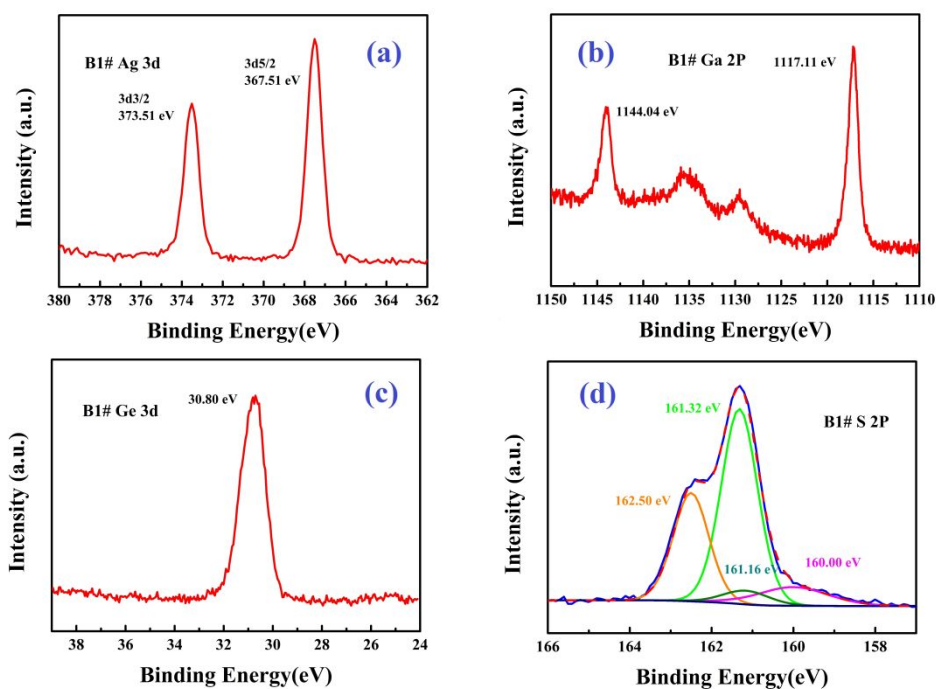 (a)
B1# Ag 3d
3d5/2
367.51 eV
3d3/2
373.51 eV
Intensity (a.u.)
380 378 376 374 372 370 368 366 364 362
Binding Energy(eV)
(b)
B1# Ga 2P
1117.11 eV
1144.04 eV
Intensity (a.u.)
1150 1145 1140 1135 1130 1125 1120 1115 1110
Binding Energy(eV)
(c)
B1# Ge 3d
30.80 eV
Intensity (a.u.)
38 36 34 32 30 28 26 24
Binding Energy(eV)
(d)
161.32 eV
B1# S 2P
162.50 eV
161.16 eV
160.00 eV
Intensity (a.u.)
166 164 162 160 158
Binding Energy(eV)